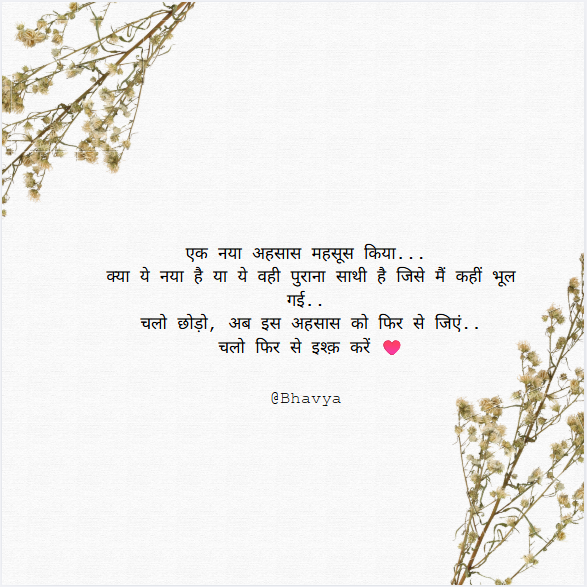 एक नया अहसास महसूस किया...
क्या ये नया है या ये वही पुराना साथी है जिसे मैं कहीं भूल
गई..
चलो छोड़ो, अब इस अहसास को फिर से जिएं..
चलो फिर से इश्क़ करें 💗
@Bhavya